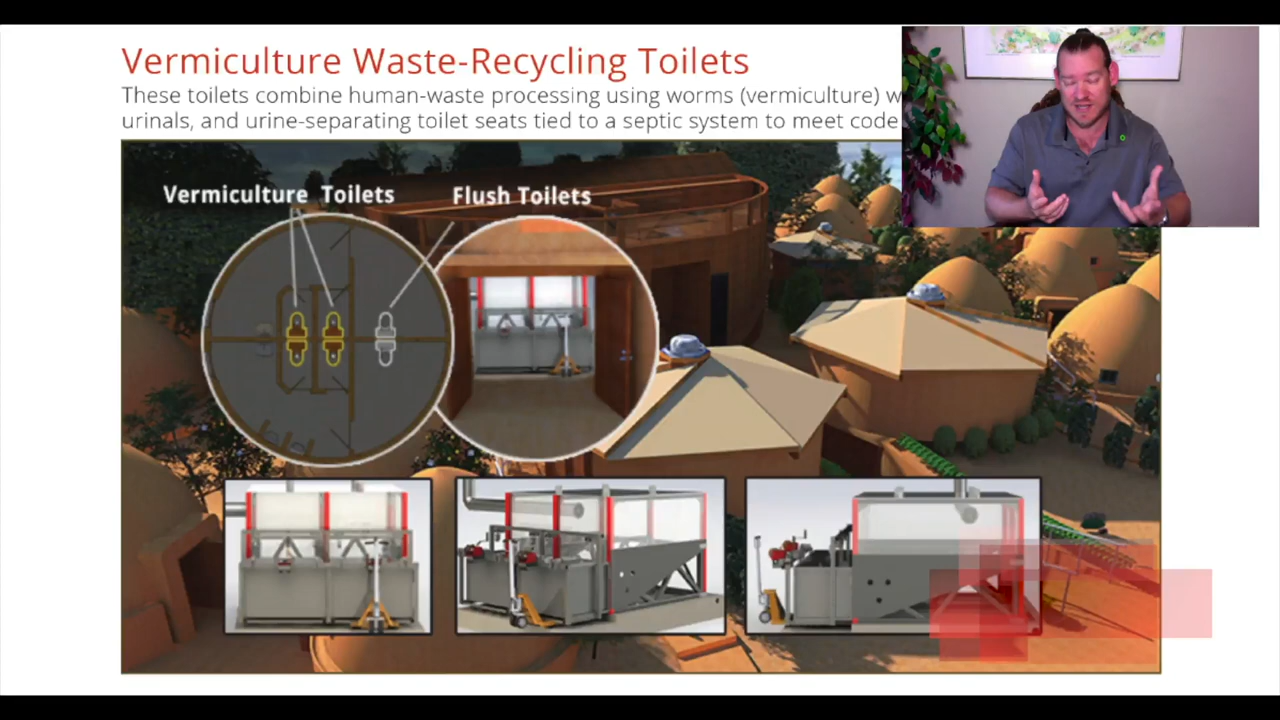 Vermiculture Waste-Recycling Toilets
These toilets combine human-waste processing using worms (vermiculture)
urinals, and urine-separating toilet seats tied to a septic system to meet code
Vermiculture Toilets
Flush Toilets